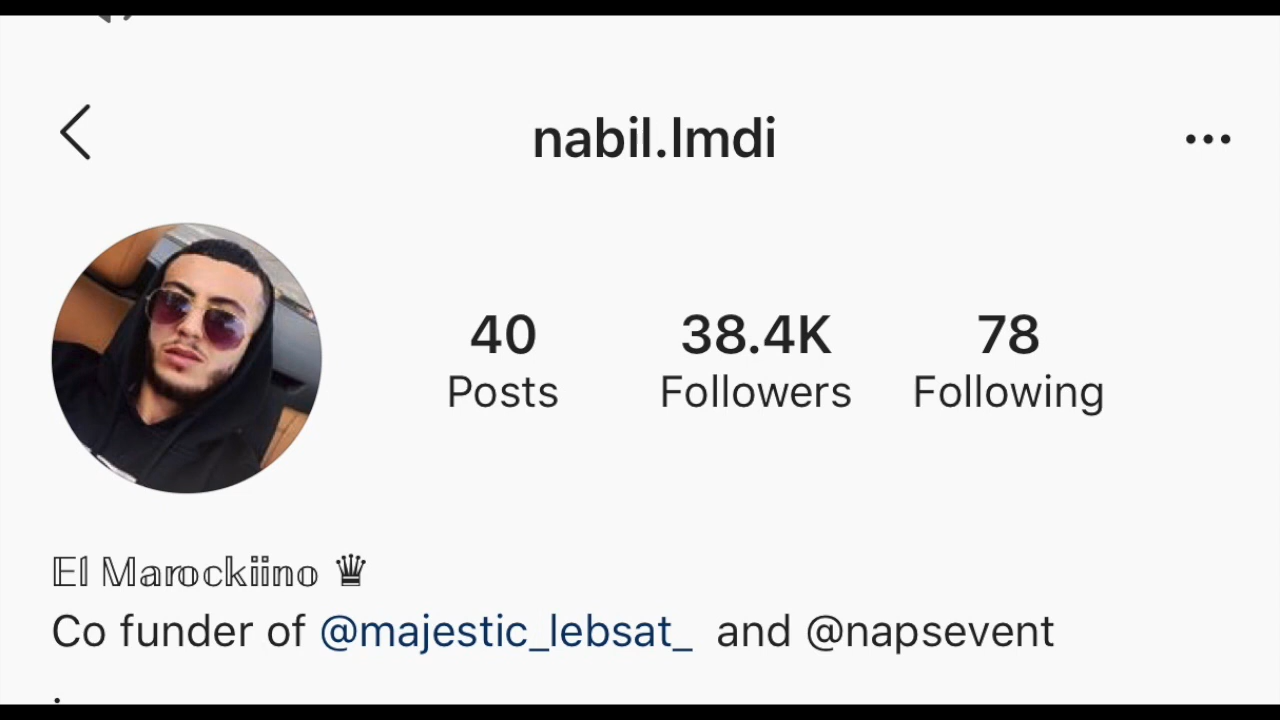 nabil.lmdi
40 38.4K 78
Posts Followers Following
𝔼𝕝 𝕄𝕒𝕣𝕠𝕔𝕜𝕚𝕚𝕟𝕠 ♛
Co funder of @majestic_lebsat_ and @napsevent